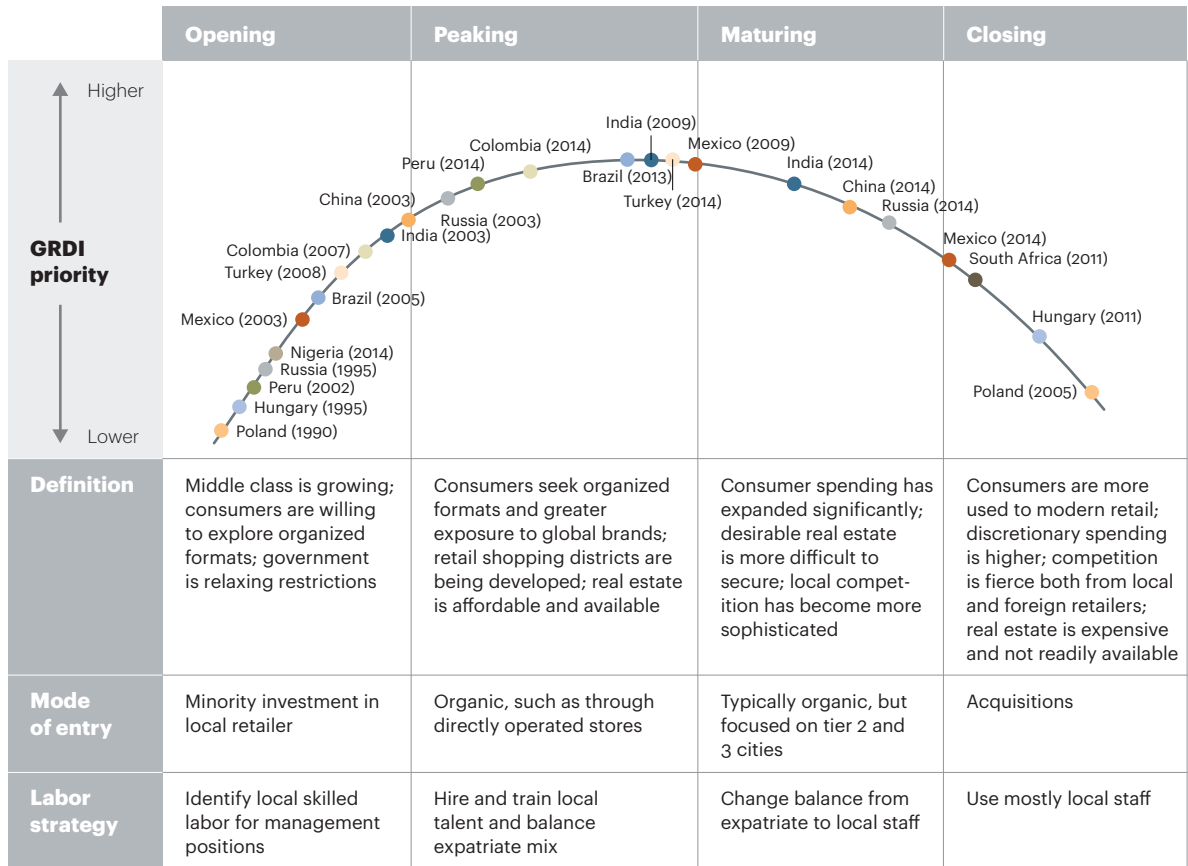 Opening
Peaking
Maturing
Closing
Higher
GRDI
priority
Lower
India (2009)
Colombia (2014)
Mexico (2009)
Peru (2014)
Brazil (2013)
India (2014)
Turkey (2014)
China (2003)
China (2014)
Russia (2003)
Russia (2014)
India (2003)
Mexico (2014)
Colombia (2007)
South Africa (2011)
Turkey (2008)
Brazil (2005)
Mexico (2003)
Hungary (2011)
Nigeria (2014)
Russia (1995)
Peru (2002)
Poland (2005)
Hungary (1995)
Poland (1990)
Definition
Middle class is growing;
consumers are willing
to explore organized
formats; government
is relaxing restrictions
Consumers seek organized
formats and greater
exposure to global brands;
retail shopping districts are
being developed; real estate
is affordable and available
Consumer spending has
expanded significantly;
desirable real estate
is more difficult to
secure; local compet-
ition has become more
sophisticated
Consumers are more
used to modern retail;
discretionary spending
is higher; competition
is fierce both from local
and foreign retailers;
real estate is expensive
and not readily available
Mode
of entry
Minority investment in
local retailer
Organic, such as through
directly operated stores
Typically organic, but
focused on tier 2 and
3 cities
Acquisitions
Labor
strategy
Identify local skilled
labor for management
positions
Hire and train local
talent and balance
expatriate mix
Change balance from
expatriate to local staff
Use mostly local staff